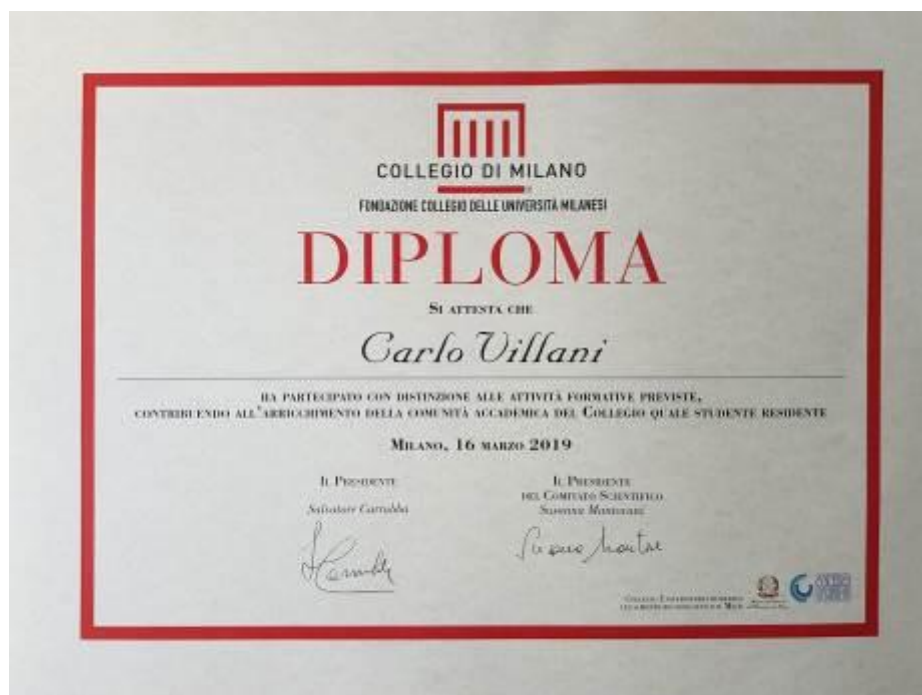 COLLEGIO DI MILANO
FONDAZIONE COLLEGIO DELLE UNIVERSITÀ MILANESI
DIPLOMA
SI ATTESTA CHE
Carlo Villani
HA PARTECIPATO CON DISTINZIONE ALLE ATTIVITÀ FORMATIVE PREVISTE,
CONTRIBUENDO ALL'ARRICCHIMENTO DELLA COMUNITÀ ACCADEMICA DEL COLLEGIO QUALE STUDENTE RESIDENTE
MILANO, 16 MARZO 2019
IL PRESIDENTE
Salvatore Carrubba
IL PRESIDENTE
DEL COMITATO SCIENTIFICO
Susanna Mantovani